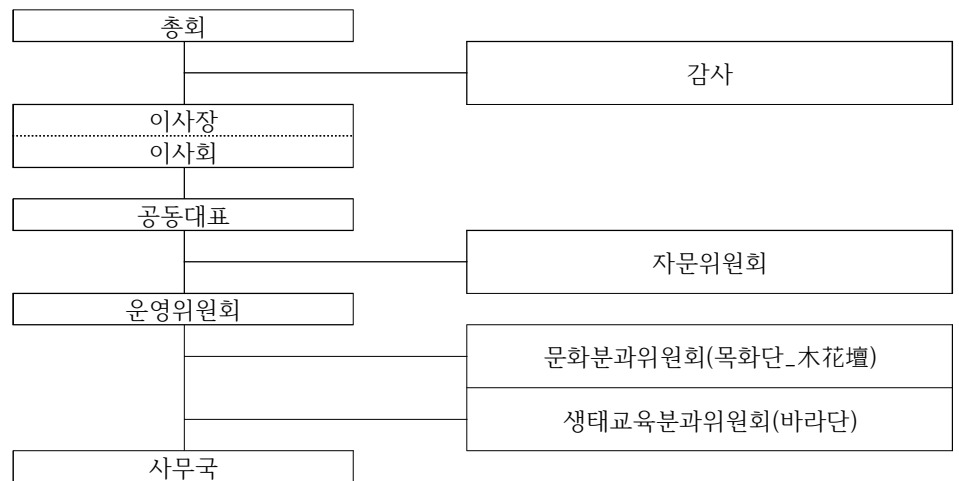 총회
감사
이사장
이사회
공동대표
자문위원회
운영위원회
문화분과위원회(목화단_木花壇)
생태교육분과위원회(바라단)
사무국